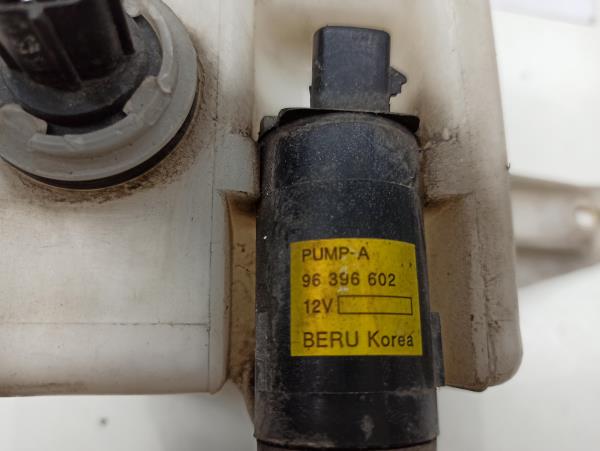 PUMP-A
96 396 602
12V
BERU Korea